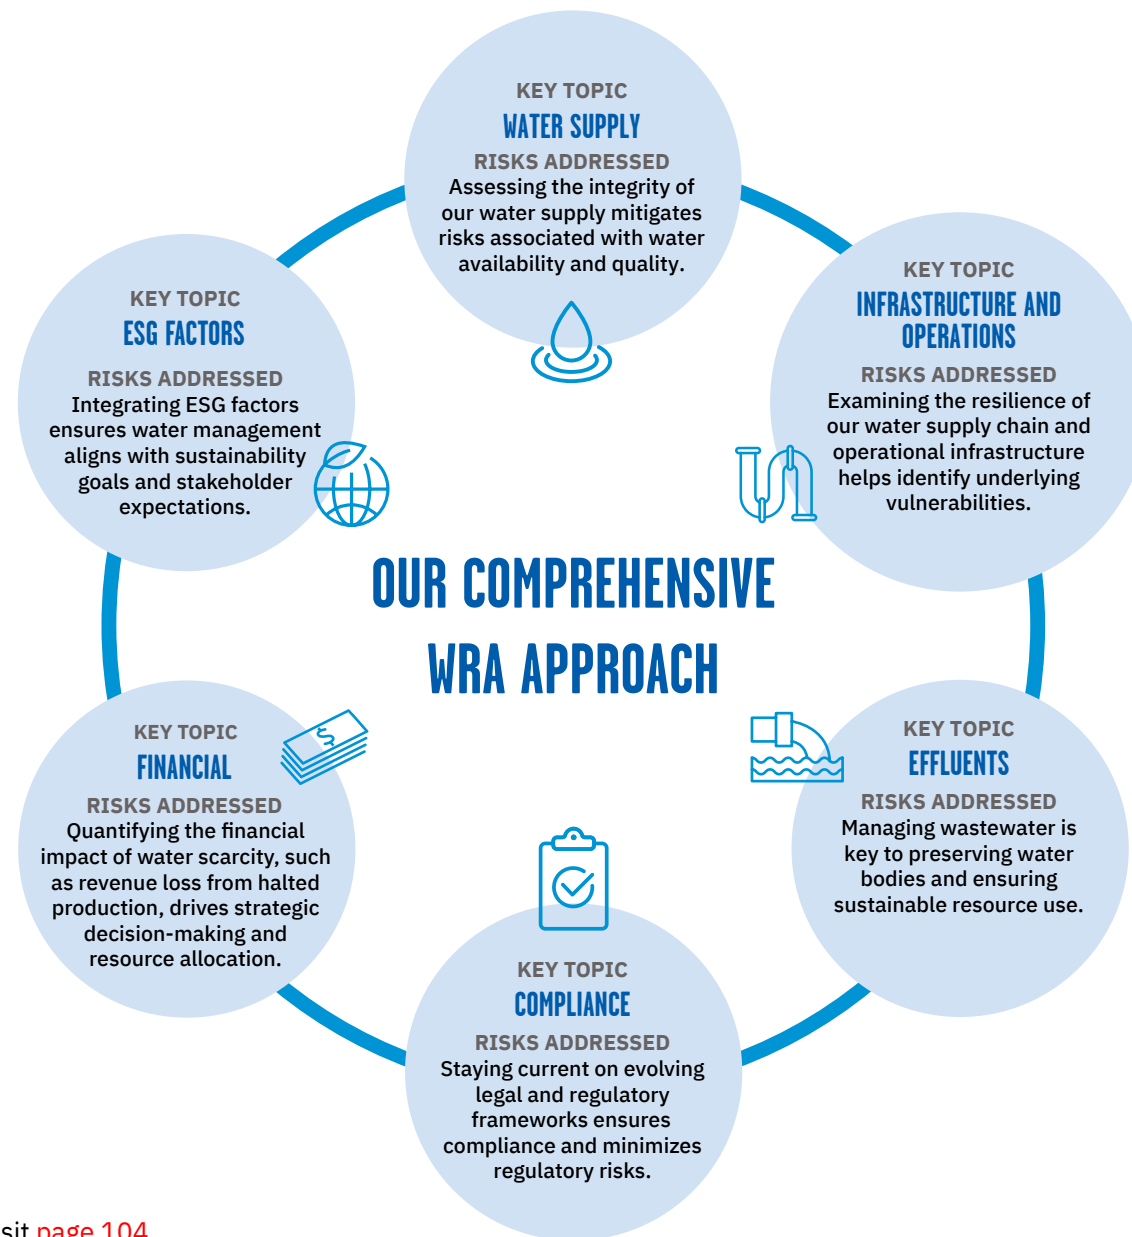 KEY TOPIC
WATER SUPPLY
RISKS ADDRESSED
Assessing the integrity of
our water supply mitigates
risks associated with water
availability and quality.
KEY TOPIC
INFRASTRUCTURE AND
OPERATIONS
RISKS ADDRESSED
Examining the resilience of
our water supply chain and
operational infrastructure
helps identify underlying
vulnerabilities.
KEY TOPIC
ESG FACTORS
RISKS ADDRESSED
Integrating ESG factors
ensures water management
aligns with sustainability
goals and stakeholder
expectations.
OUR COMPREHENSIVE
WRA APPROACH
KEY TOPIC
EFFLUENTS
RISKS ADDRESSED
Managing wastewater is
key to preserving water
bodies and ensuring
sustainable resource use.
KEY TOPIC
FINANCIAL
RISKS ADDRESSED
Quantifying the financial
impact of water scarcity, such
as revenue loss from halted
production, drives strategic
decision-making and
resource allocation.
KEY TOPIC
COMPLIANCE
RISKS ADDRESSED
Staying current on evolving
legal and regulatory
frameworks ensures
compliance and minimizes
regulatory risks.
sit page 104